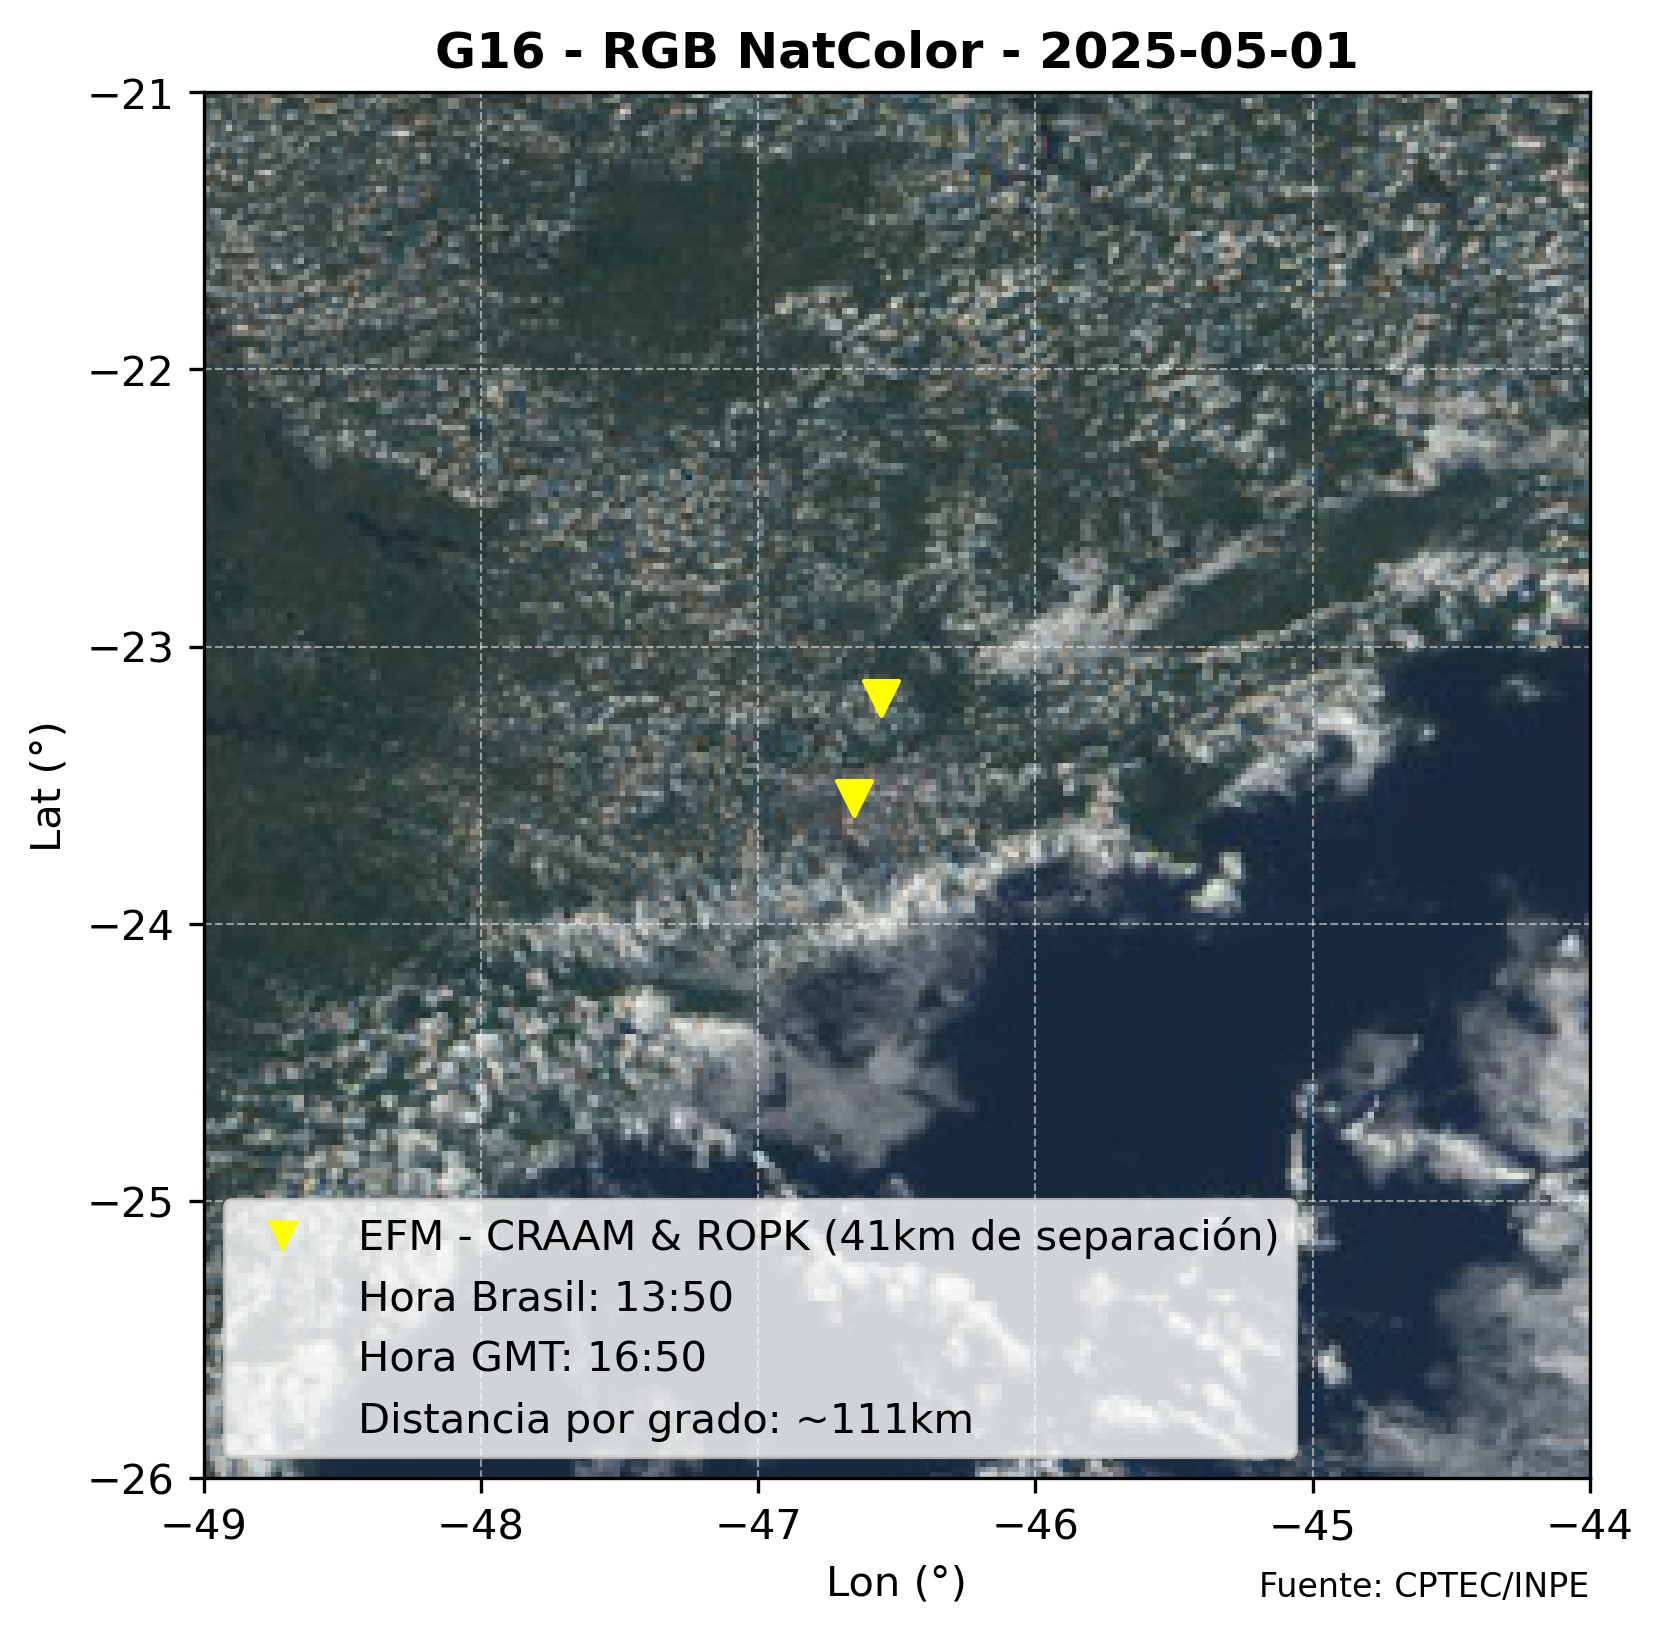 G16 - RGB NatColor - 2025-05-01
−21
−22
−23
−24
−25
−26
Lat (°)
EFM - CRAAM & ROPK (41km de separación)
Hora Brasil: 13:50
Hora GMT: 16:50
Distancia por grado: ~111km
−49 −48 −47 −46 −45 −44
Lon (°)
Fuente: CPTEC/INPE